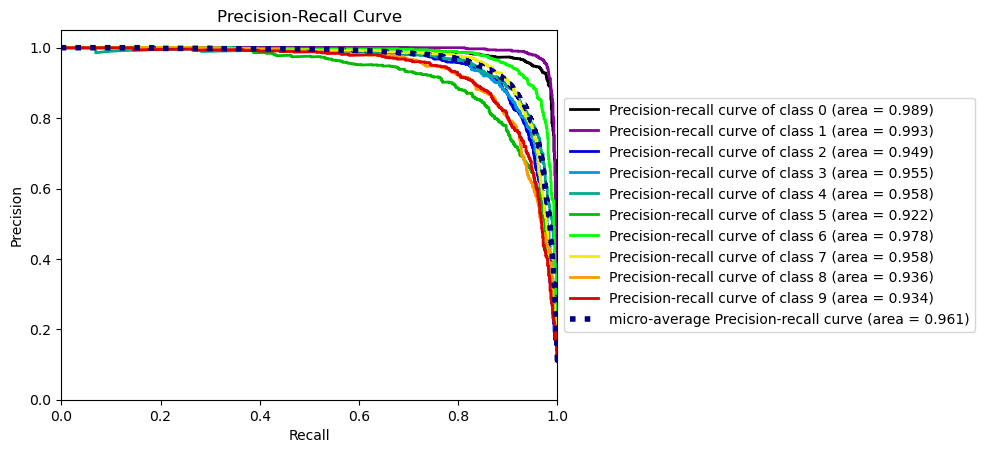 Precision-Recall Curve
1.0
0.8
0.6
0.4
0.2
0.0
Precision
0.0 0.2 0.4 0.6 0.8 1.0
Recall
Precision-recall curve of class 0 (area = 0.989)
Precision-recall curve of class 1 (area = 0.993)
Precision-recall curve of class 2 (area = 0.949)
Precision-recall curve of class 3 (area = 0.955)
Precision-recall curve of class 4 (area = 0.958)
Precision-recall curve of class 5 (area = 0.922)
Precision-recall curve of class 6 (area = 0.978)
Precision-recall curve of class 7 (area = 0.958)
Precision-recall curve of class 8 (area = 0.936)
Precision-recall curve of class 9 (area = 0.934)
micro-average Precision-recall curve (area = 0.961)